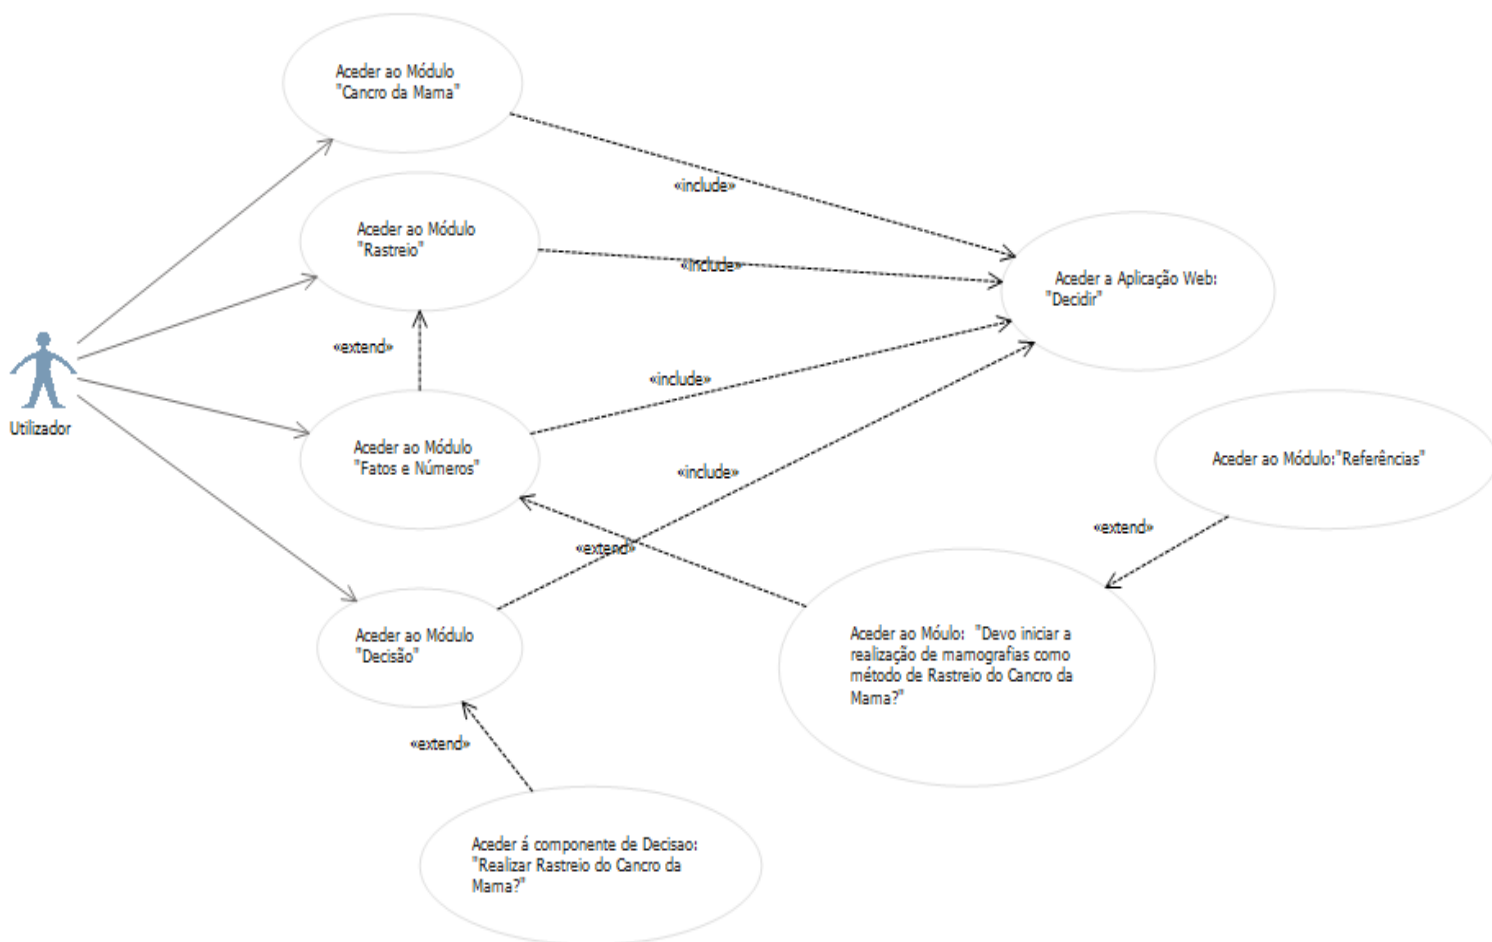 Aceder ao Módulo
"Cancro da Mama"
«include»
Aceder ao Módulo
"Rastreio"
«include»
Aceder a Aplicação Web:
"Decidir"
«extend»
«include»
Utilizador
Aceder ao Módulo
"Fatos e Números"
Aceder ao Módulo:"Referências"
«include»
«extend»
«extend»
Aceder ao Módulo
"Decisão"
Aceder ao Móulo: "Devo iniciar a
realização de mamografias como
método de Rastreio do Cancro da
Mama?"
«extend»
Aceder á componente de Decisao:
"Realizar Rastreio do Cancro da
Mama?"